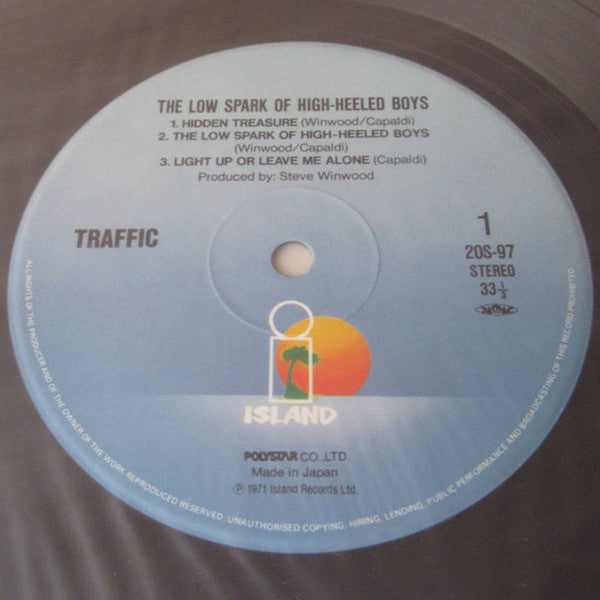 THE LOW SPARK OF HIGH-HEELED BOYS
1. HIDDEN TREASURE (Winwood/Capaldi)
2. THE LOW SPARK OF HIGH-HEELED BOYS
(Winwood/Capaldi)
3. LIGHT UP OR LEAVE ME ALONE (Capaldi)
Produced by: Steve Winwood
TRAFFIC
1
20S-97
STEREO
33⅓
JASRAC
ISLAND
POLYSTAR CO.,LTD.
Made in Japan
Ⓟ 1971 Island Records Ltd.
ALL RIGHTS OF THE PRODUCER AND OF THE OWNER OF THE WORK REPRODUCED RESERVED. UNAUTHORISED COPYING, HIRING, LENDING, PUBLIC PERFORMANCE AND BROADCASTING OF THIS RECORD PROHIBITED